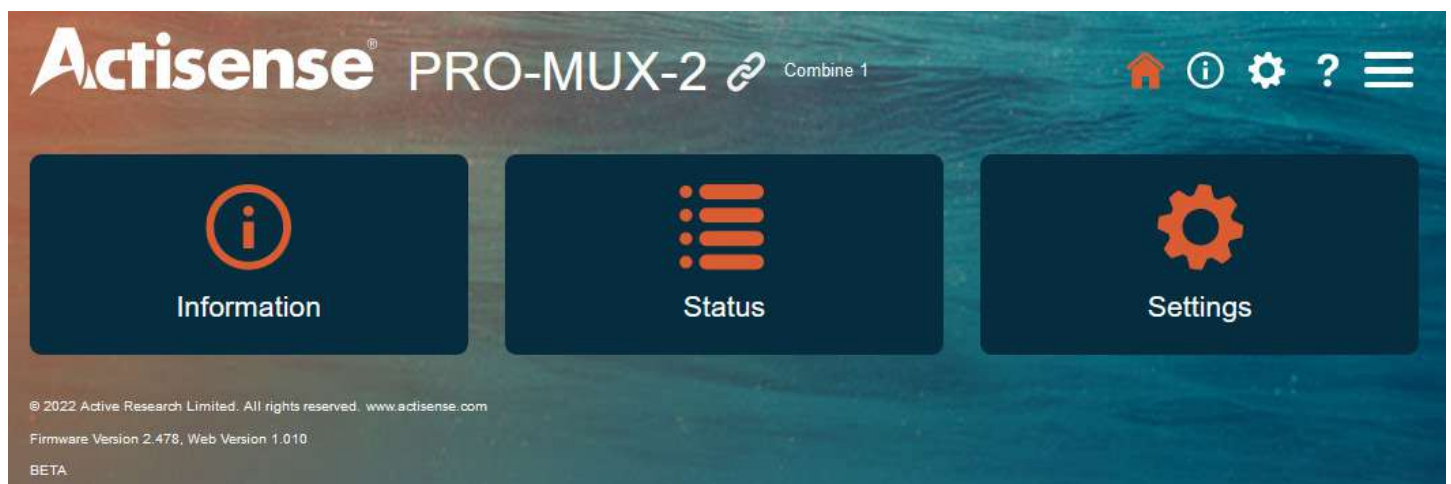 Actisense® PRO-MUX-2 Combine 1 ?
Information
Status
Settings
© 2022 Active Research Limited. All rights reserved. www.actisense.com
Firmware Version 2.478, Web Version 1.010
BETA